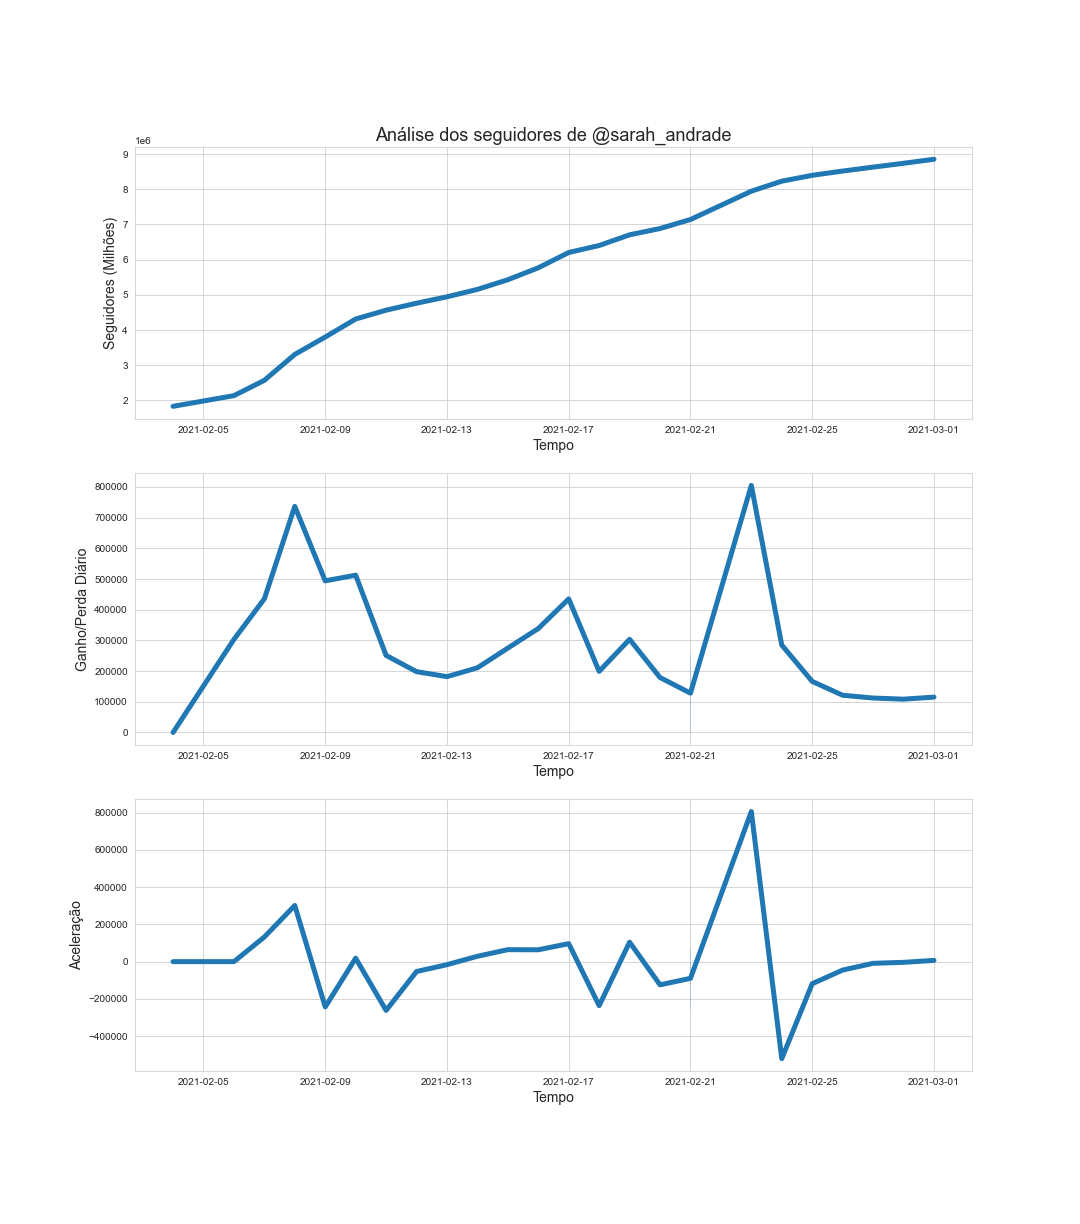 Análise dos seguidores de @sarah_andrade
1e6
9
8
7
6
5
4
3
2
Seguidores (Milhões)
2021-02-05 2021-02-09 2021-02-13 2021-02-17 2021-02-21 2021-02-25 2021-03-01
Tempo
800000
700000
600000
500000
400000
300000
200000
100000
0
Ganho/Perda Diário
2021-02-05 2021-02-09 2021-02-13 2021-02-17 2021-02-21 2021-02-25 2021-03-01
Tempo
800000
600000
400000
200000
0
−200000
−400000
Aceleração
2021-02-05 2021-02-09 2021-02-13 2021-02-17 2021-02-21 2021-02-25 2021-03-01
Tempo